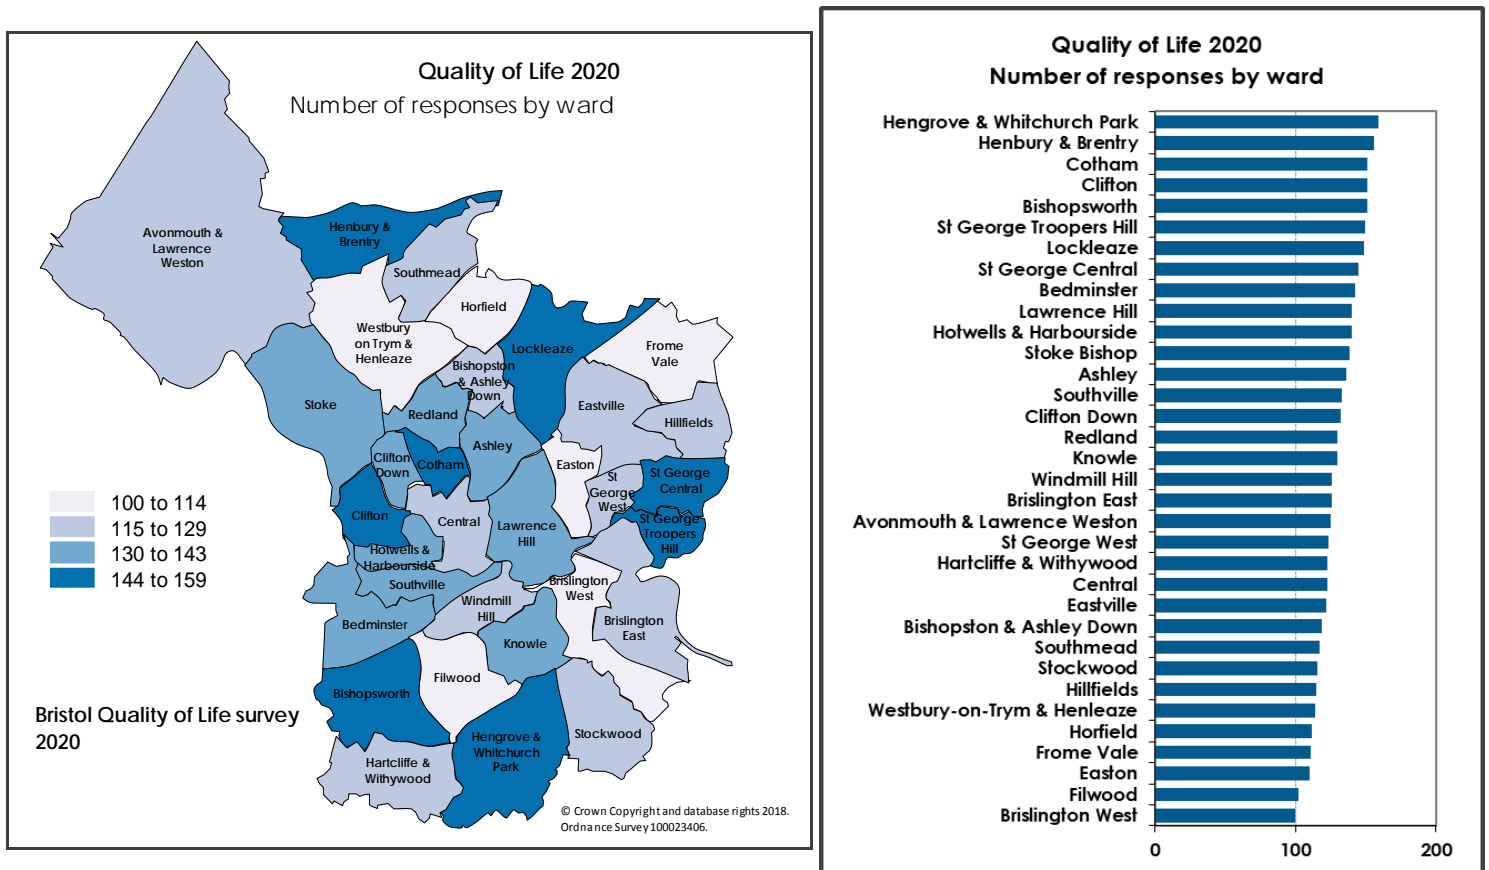 Quality of Life 2020
Number of responses by ward
Avonmouth &
Lawrence
Weston
Henbury &
Brentry
Southmead
Horfield
Westbury
on Trym &
Henleaze
Lockleaze
Frome
Vale
Bishopston
& Ashley
Down
Stoke
Redland
Eastville
Hillfields
Ashley
Clifton
Down
Cotham
Easton
St
George
West
St George
Central
Clifton
Central
Lawrence
Hill
St George
Troopers
Hill
Hotwells &
Harbourside
Southville
Brislington
West
Windmill
Hill
Bedminster
Knowle
Brislington
East
Filwood
Bishopsworth
Hengrove &
Whitchurch
Park
Stockwood
Hartcliffe &
Withywood
100 to 114
115 to 129
130 to 143
144 to 159
Bristol Quality of Life survey
2020
© Crown Copyright and database rights 2018.
Ordnance Survey 100023406.
Quality of Life 2020
Number of responses by ward
Hengrove & Whitchurch Park
Henbury & Brentry
Cotham
Clifton
Bishopsworth
St George Troopers Hill
Lockleaze
St George Central
Bedminster
Lawrence Hill
Hotwells & Harbourside
Stoke Bishop
Ashley
Southville
Clifton Down
Redland
Knowle
Windmill Hill
Brislington East
Avonmouth & Lawrence Weston
St George West
Hartcliffe & Withywood
Central
Eastville
Bishopston & Ashley Down
Southmead
Stockwood
Hillfields
Westbury-on-Trym & Henleaze
Horfield
Frome Vale
Easton
Filwood
Brislington West
0 100 200